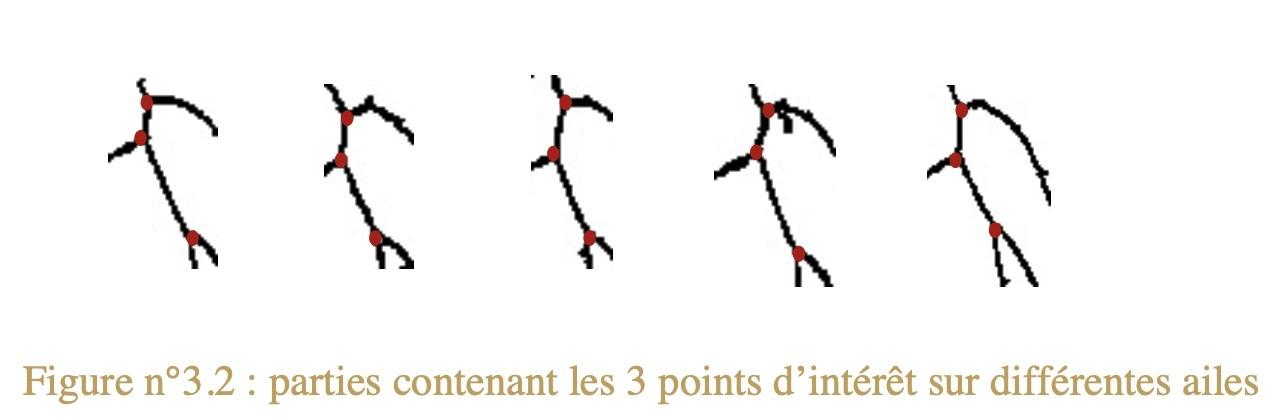 Figure n°3.2 : parties contenant les 3 points d’intérêt sur différentes ailes